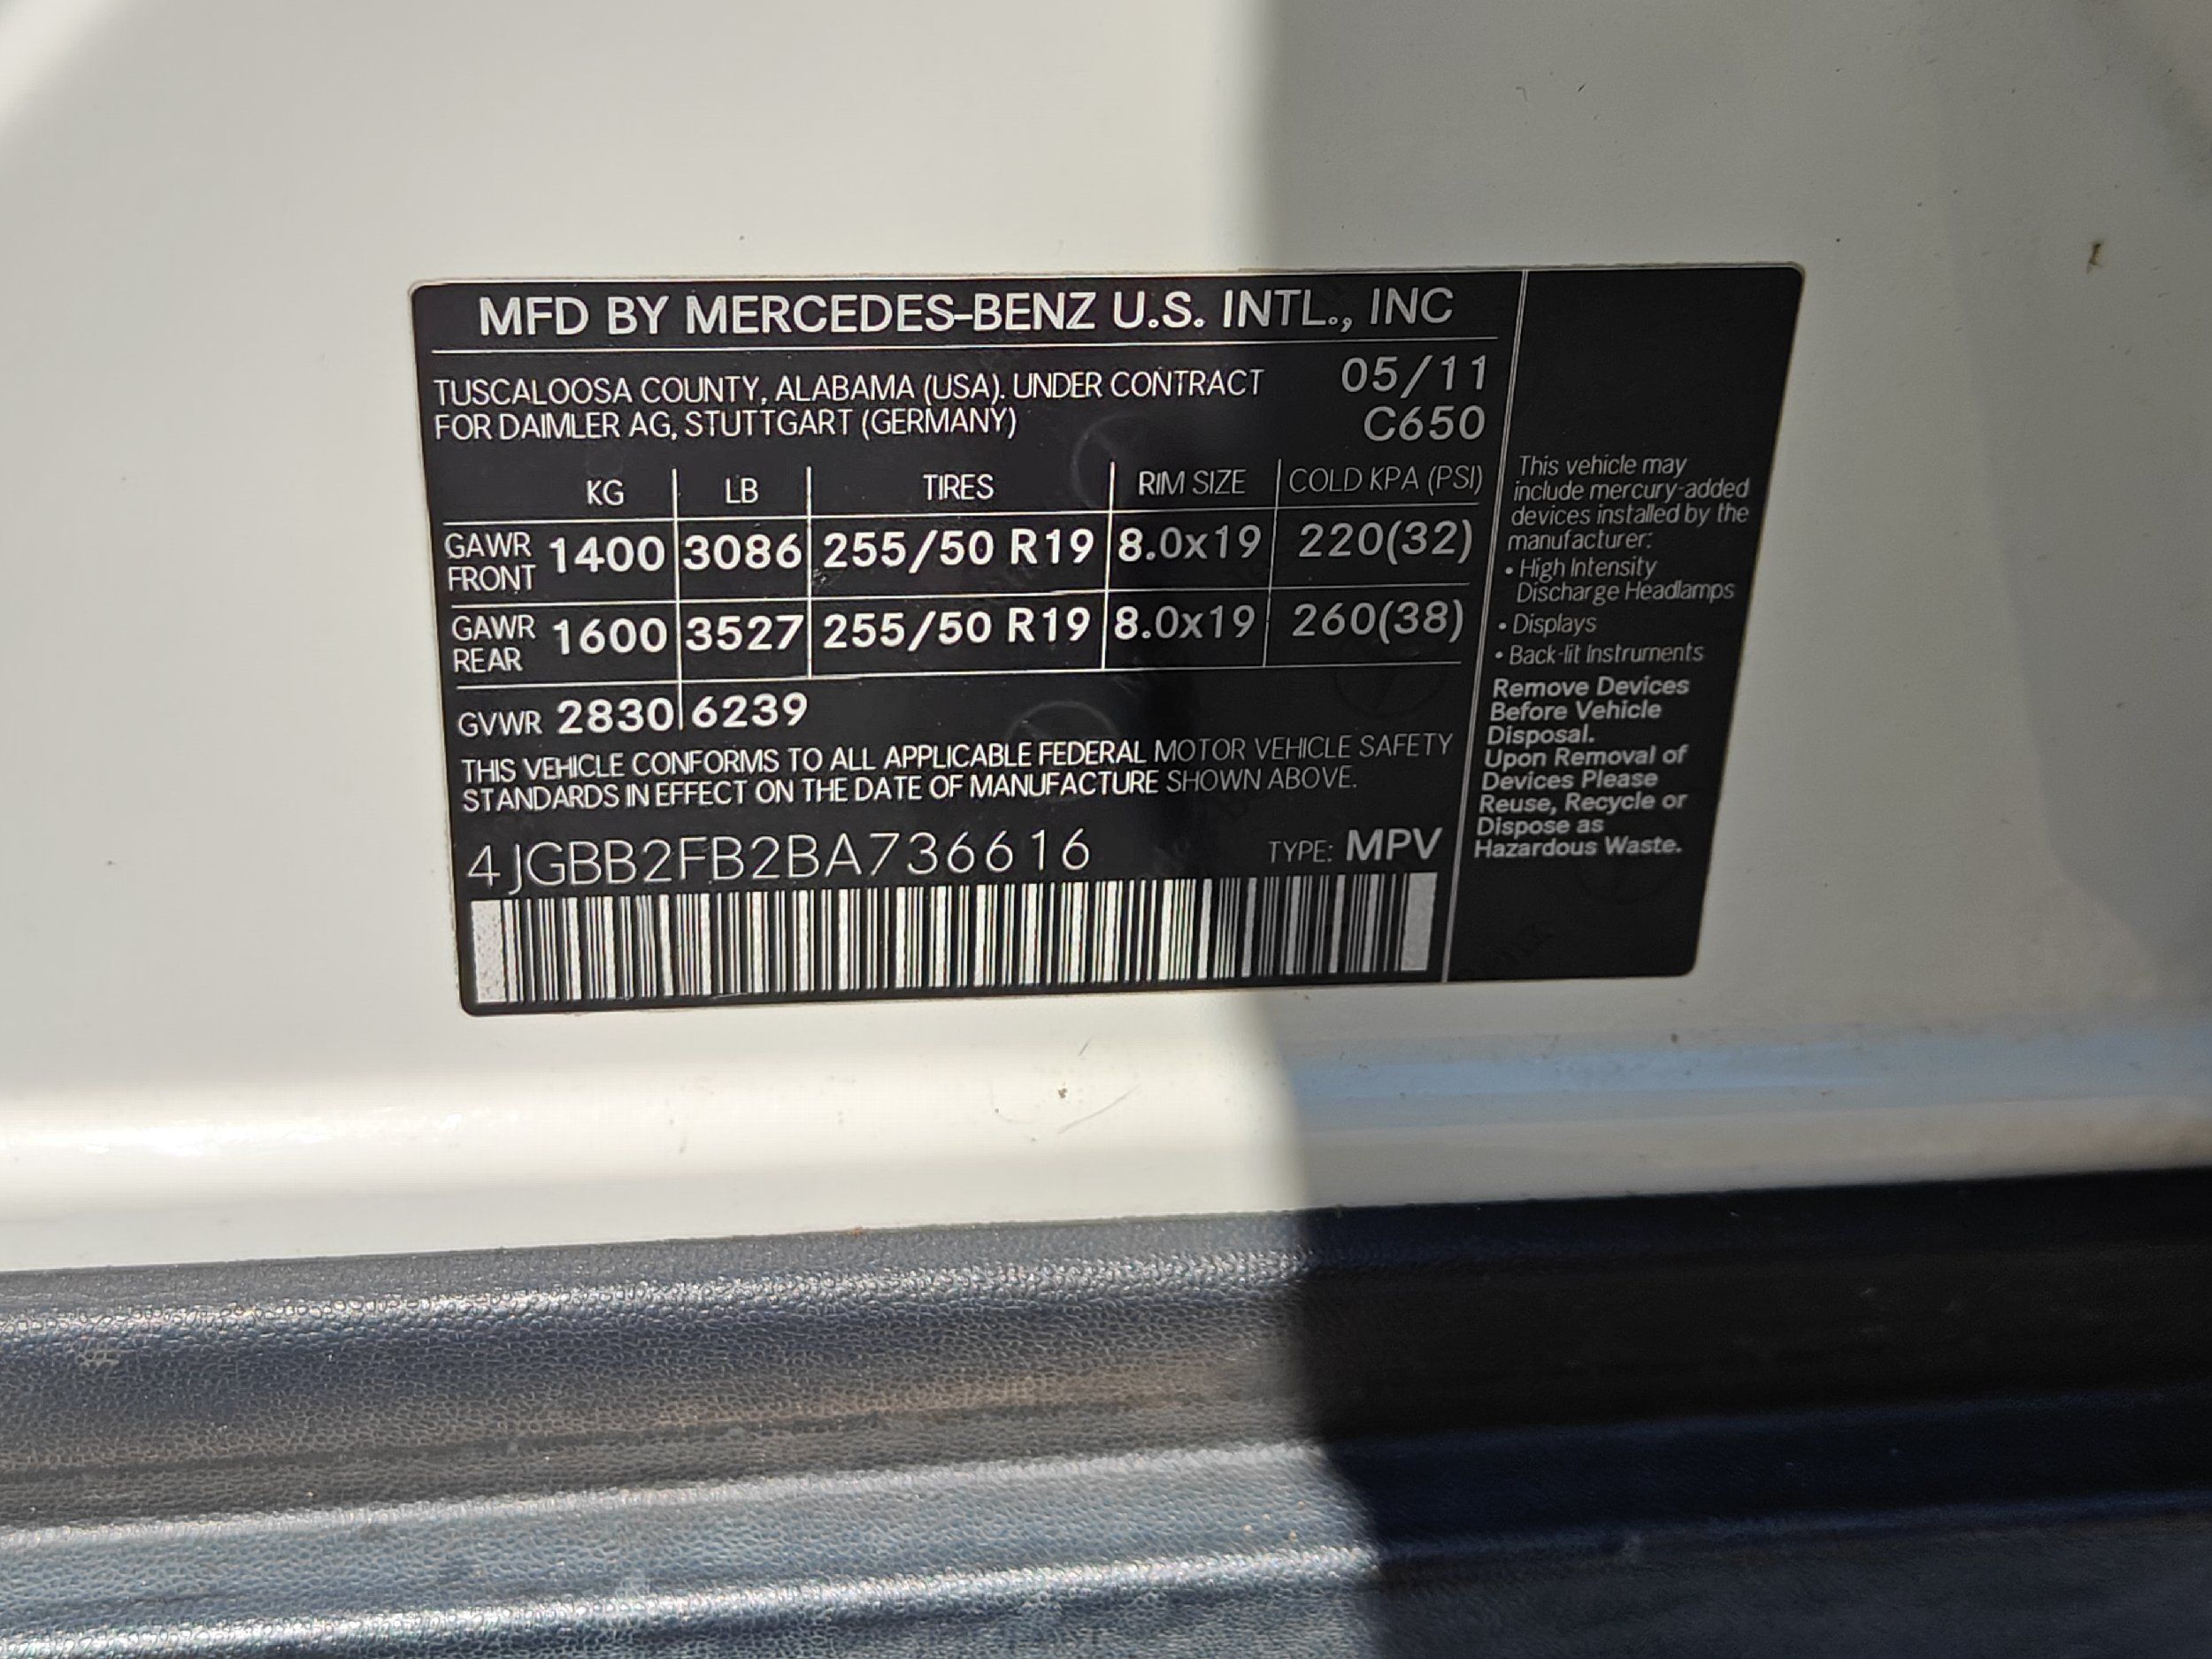 MFD BY MERCEDES-BENZ U.S. INTL., INC
TUSCALOOSA COUNTY, ALABAMA (USA). UNDER CONTRACT
FOR DAIMLER AG, STUTTGART (GERMANY)
05/11
C650
KG LB TIRES RIM SIZE COLD KPA (PSI)
GAWR FRONT 1400 3086 255/50 R19 8.0x19 220(32)
GAWR REAR 1600 3527 255/50 R19 8.0x19 260(38)
GVWR 2830 6239
THIS VEHICLE CONFORMS TO ALL APPLICABLE FEDERAL MOTOR VEHICLE SAFETY
STANDARDS IN EFFECT ON THE DATE OF MANUFACTURE SHOWN ABOVE.
4JGBB2FB2BA736616 TYPE: MPV
This vehicle may
include mercury-added
devices installed by the
manufacturer:
• High Intensity
Discharge Headlamps
• Displays
• Back-lit Instruments
Remove Devices
Before Vehicle
Disposal.
Upon Removal of
Devices Please
Reuse, Recycle or
Dispose as
Hazardous Waste.